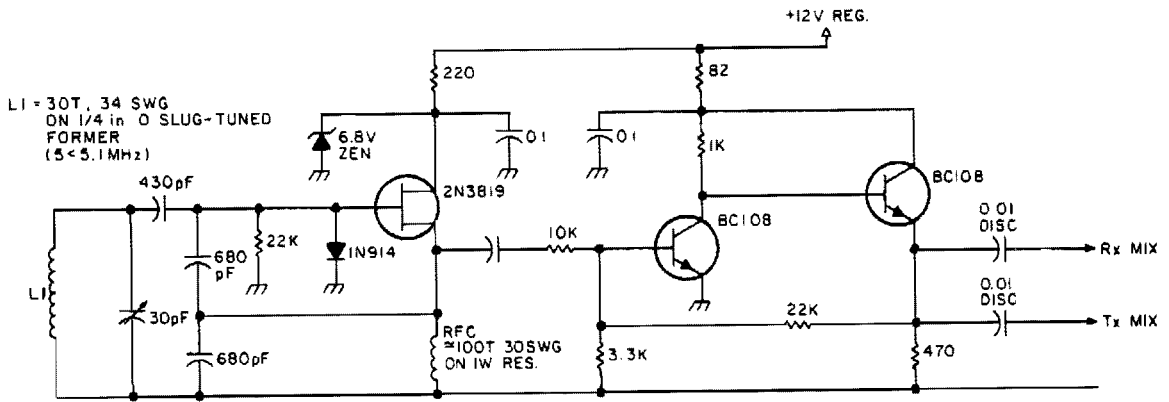 +12V REG.
220
82
L1 = 30T, 34 SWG
ON 1/4 in O SLUG-TUNED
FORMER
(5<5.1MHz)
6.8V
ZEN
01
01
1K
BC108
430pF
2N3819
BC108
0.01
DISC
22K
1N914
10K
680
pF
Rx MIX
0.01
DISC
L1
30pF
22K
Tx MIX
RFC
≃100T 30SWG
ON 1W RES.
680pF
3.3K
470